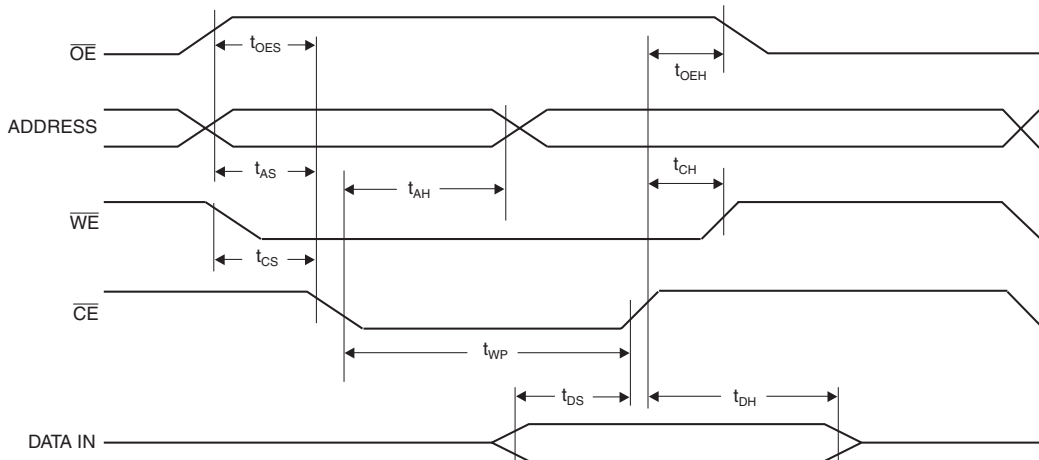 OE
tOES
tOEH
ADDRESS
tAS
tAH
tCH
WE
tCS
CE
tWP
tDS
tDH
DATA IN